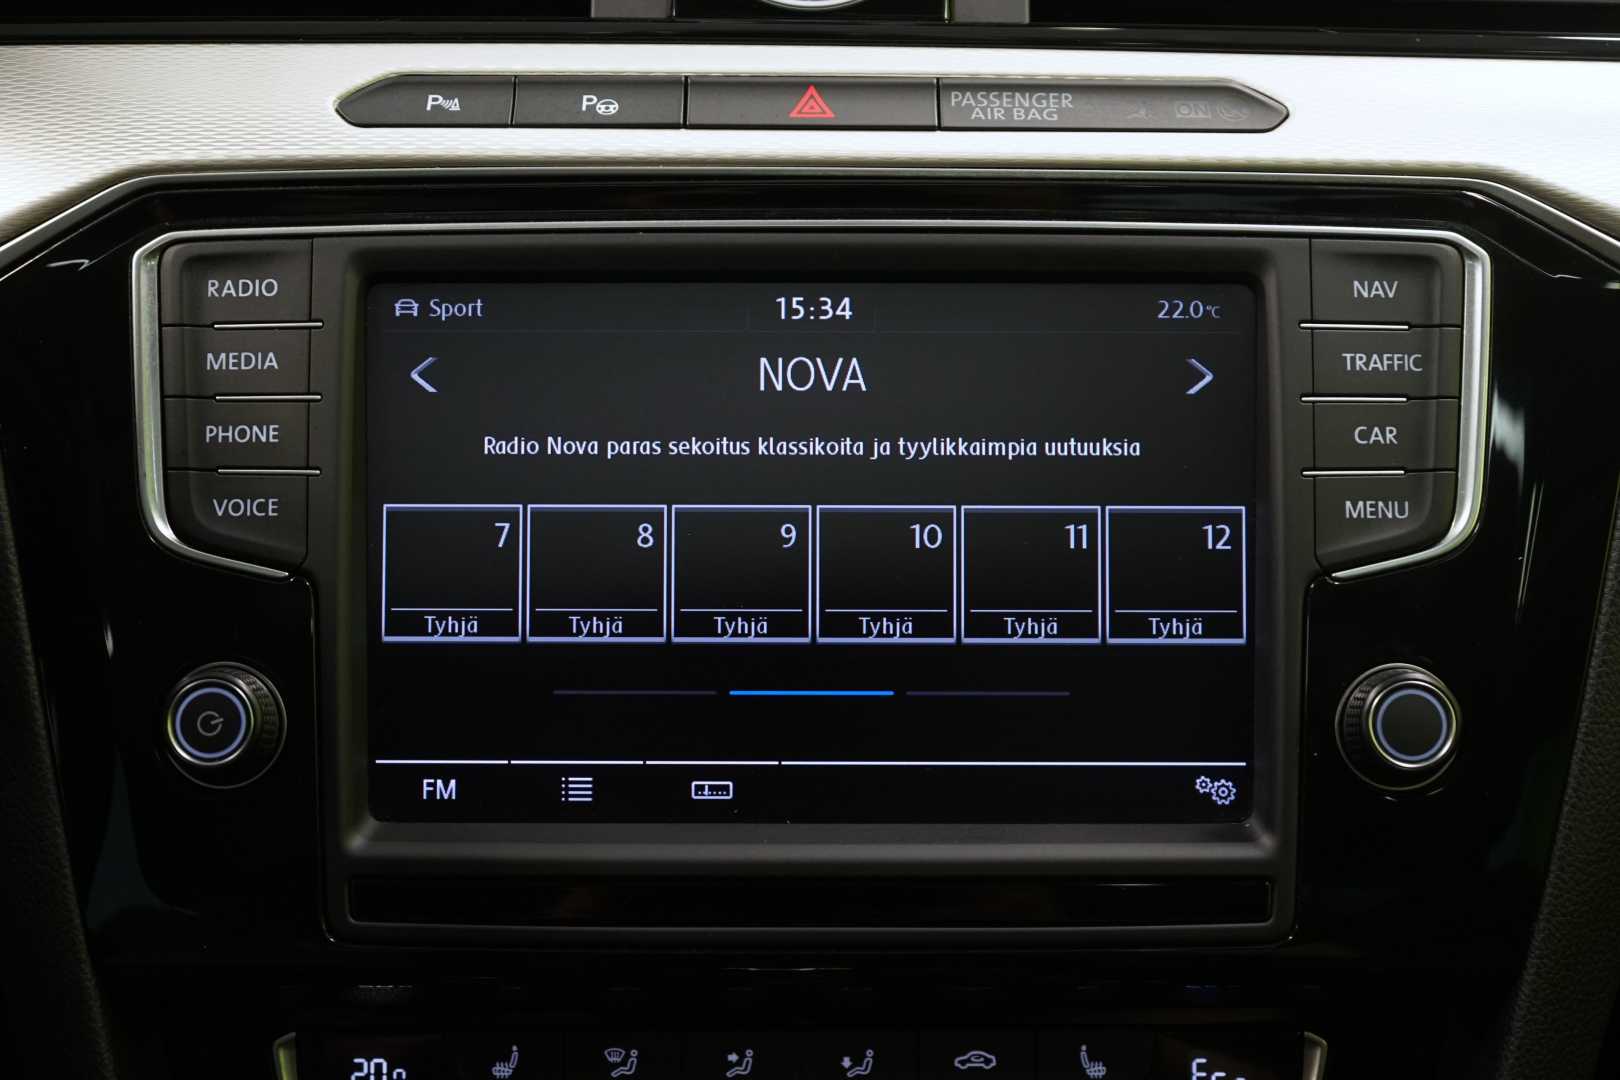 P
P
PASSENGER
AIR BAG
ON
RADIO
MEDIA
PHONE
VOICE
Sport
15:34
22.0°C
NOVA
Radio Nova paras sekoitus klassikoita ja tyylikkaimpia uutuuksia
7
8
9
10
11
12
Tyhjä
Tyhjä
Tyhjä
Tyhjä
Tyhjä
Tyhjä
FM
NAV
TRAFFIC
CAR
MENU